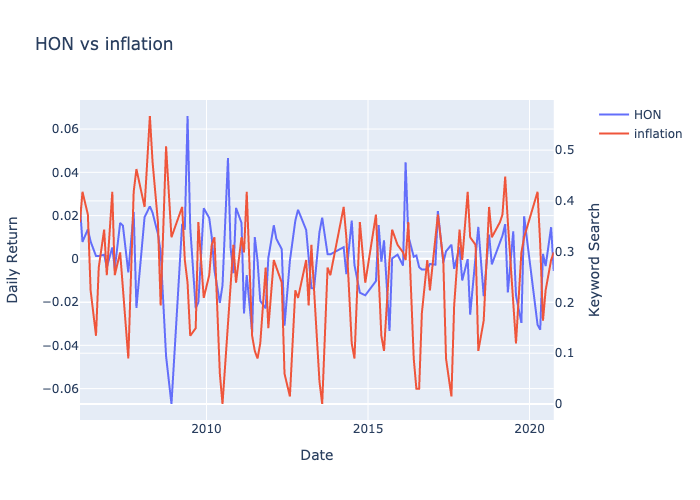 HON vs inflation
HON
inflation
0.06
0.04
0.02
0
−0.02
−0.04
−0.06
0.5
0.4
0.3
0.2
0.1
0
Daily Return
Keyword Search
2010
2015
2020
Date